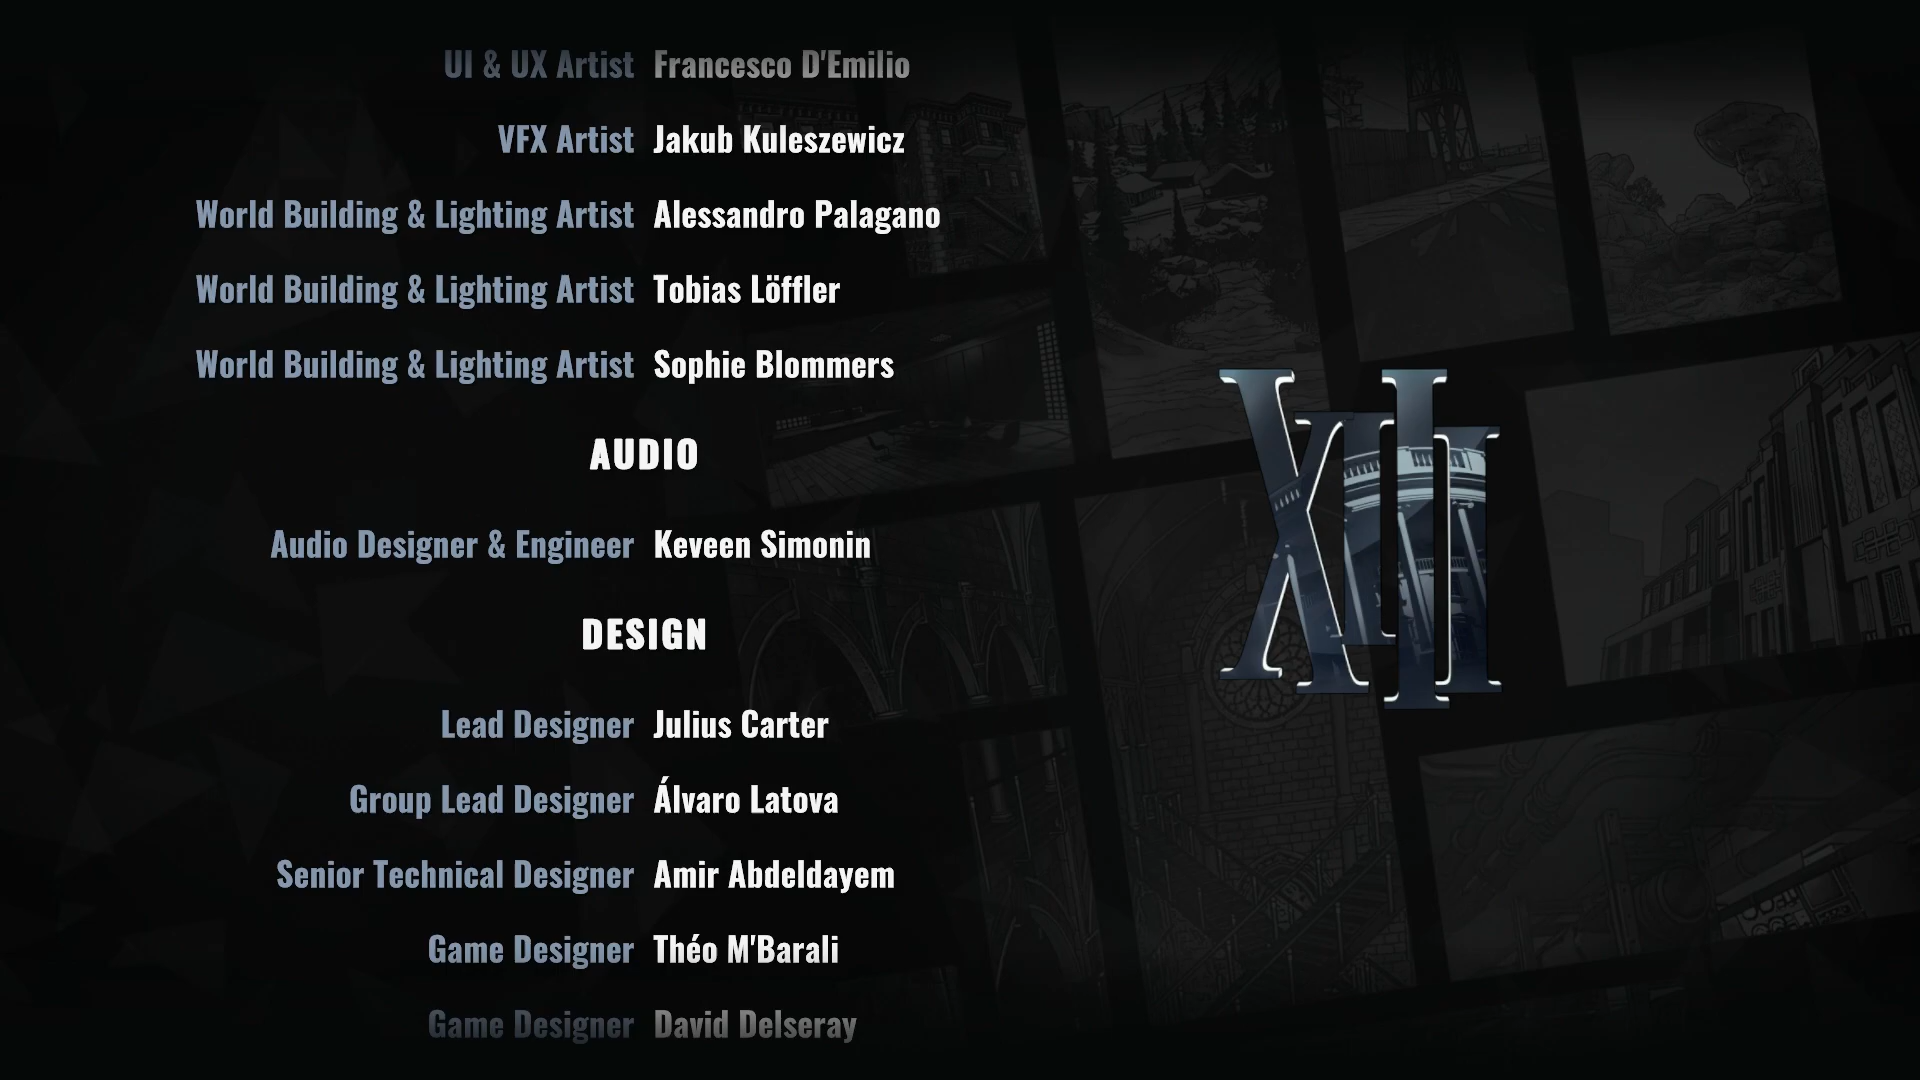 UI & UX Artist Francesco D'Emilio
VFX Artist Jakub Kuleszewicz
World Building & Lighting Artist Alessandro Palagano
World Building & Lighting Artist Tobias Löffler
World Building & Lighting Artist Sophie Blommers
AUDIO
Audio Designer & Engineer Keveen Simonin
DESIGN
Lead Designer Julius Carter
Group Lead Designer Álvaro Latova
Senior Technical Designer Amir Abdeldayem
Game Designer Théo M'Barali
Game Designer David Delseray
XIII